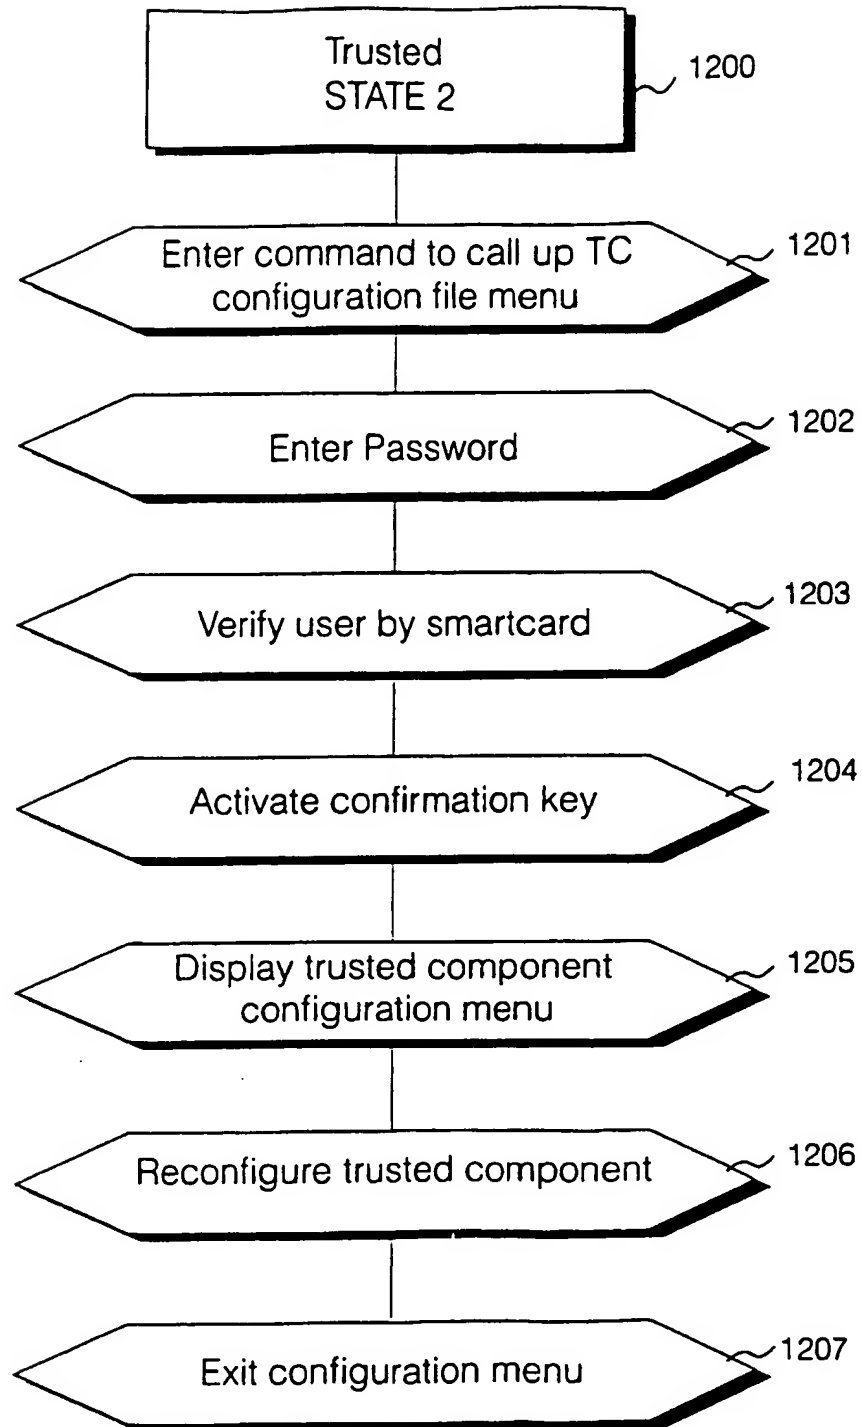 Trusted
STATE 2
1200
Enter command to call up TC
configuration file menu
1201
Enter Password
1202
Verify user by smartcard
1203
Activate confirmation key
1204
Display trusted component
configuration menu
1205
Reconfigure trusted component
1206
Exit configuration menu
1207